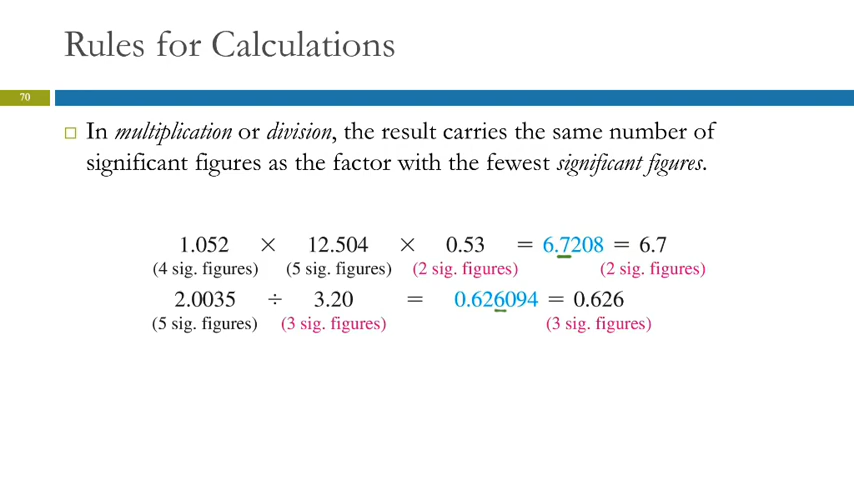 Rules for Calculations
70
In multiplication or division, the result carries the same number of
significant figures as the factor with the fewest significant figures.
1.052 × 12.504 × 0.53 = 6.7208 = 6.7
(4 sig. figures) (5 sig. figures) (2 sig. figures) (2 sig. figures)
2.0035 ÷ 3.20 = 0.626094 = 0.626
(5 sig. figures) (3 sig. figures) (3 sig. figures)